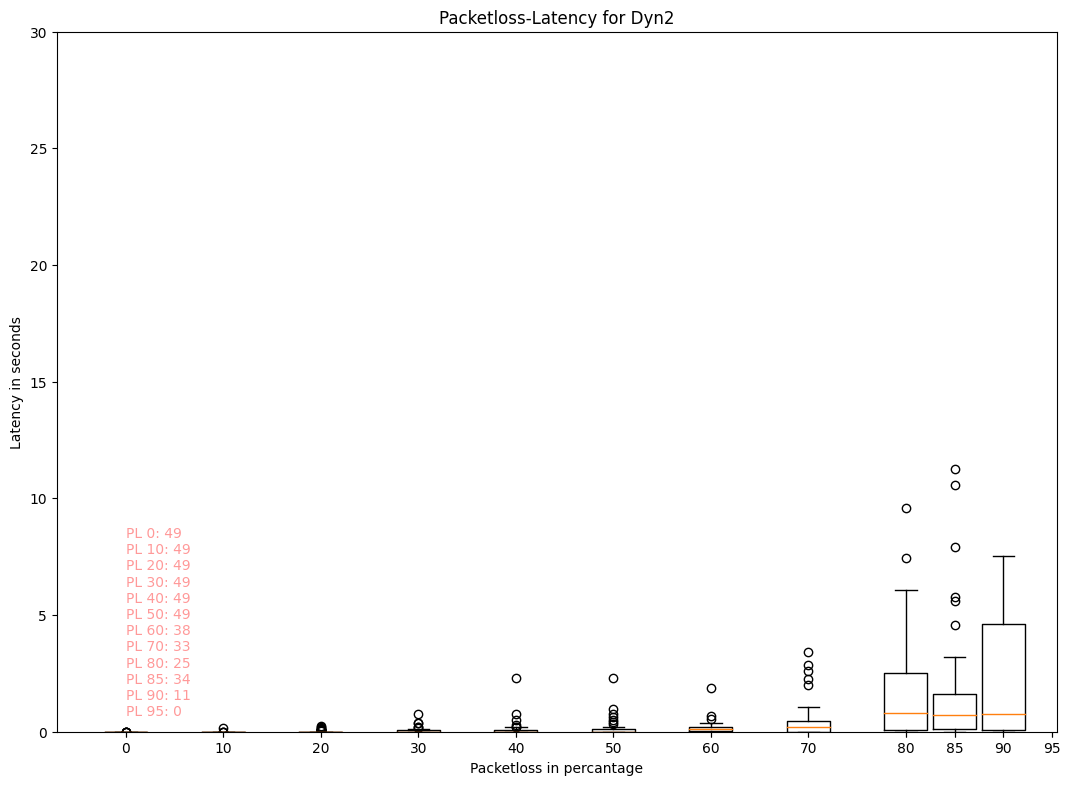 Packetloss-Latency for Dyn2
30
25
20
15
10
5
0
Latency in seconds
PL 0: 49
PL 10: 49
PL 20: 49
PL 30: 49
PL 40: 49
PL 50: 49
PL 60: 38
PL 70: 33
PL 80: 25
PL 85: 34
PL 90: 11
PL 95: 0
0 10 20 30 40 50 60 70 80 85 90 95
Packetloss in percantage